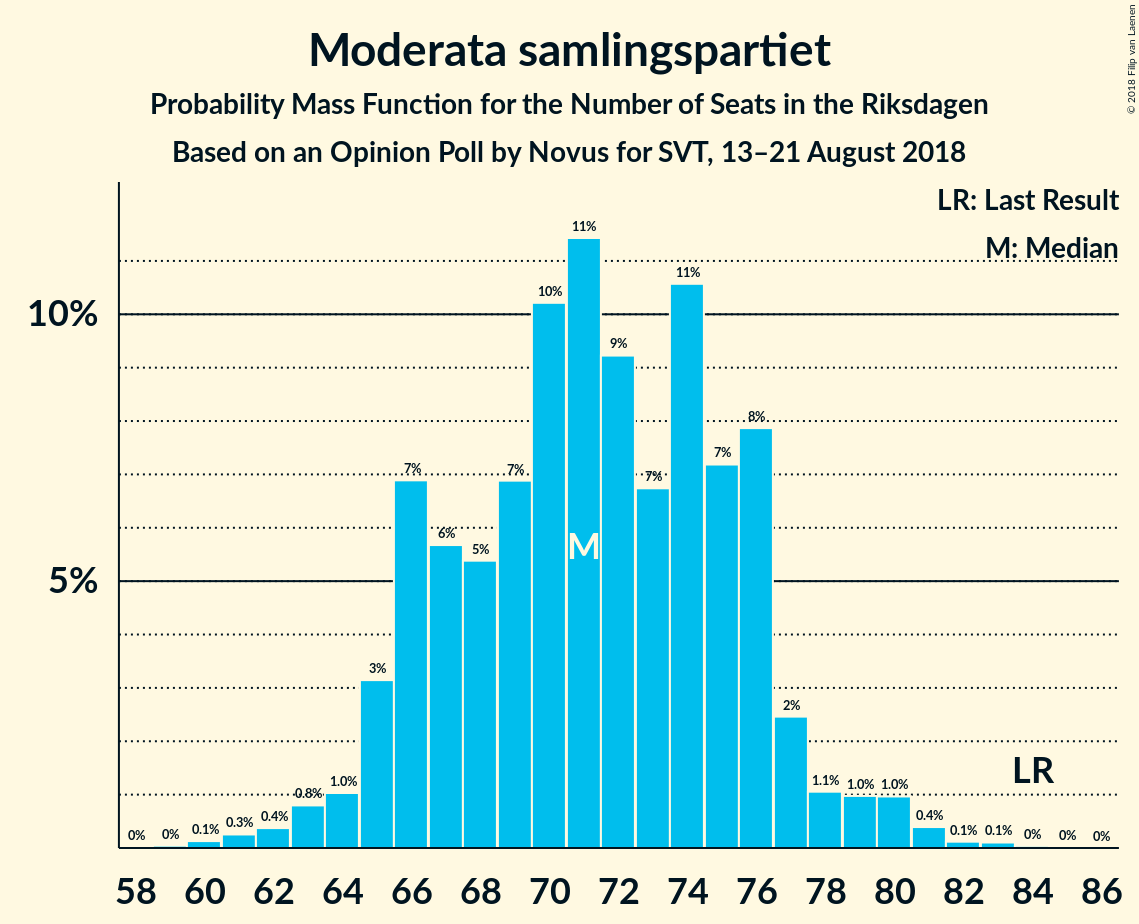 Moderata samlingspartiet
Probability Mass Function for the Number of Seats in the Riksdagen
Based on an Opinion Poll by Novus for SVT, 13–21 August 2018
© 2018 Filip van Laenen
LR: Last Result
M: Median
10%
5%
0% 0% 0.1% 0.3% 0.4% 0.8% 1.0% 3% 7% 6% 5% 7% 10% 11% 9% 7% 11% 7% 8% 2% 1.1% 1.0% 1.0% 0.4% 0.1% 0.1% 0% 0% 0%
M
LR
58 60 62 64 66 68 70 72 74 76 78 80 82 84 86